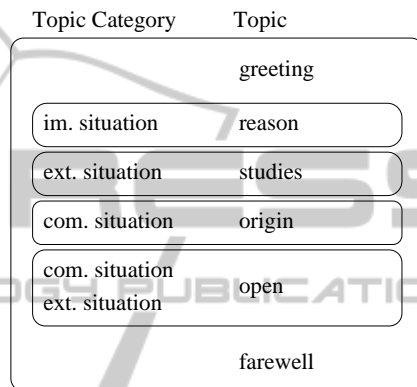 Topic Category Topic
greeting
im. situation reason
ext. situation studies
com. situation origin
com. situation
ext. situation open
farewell